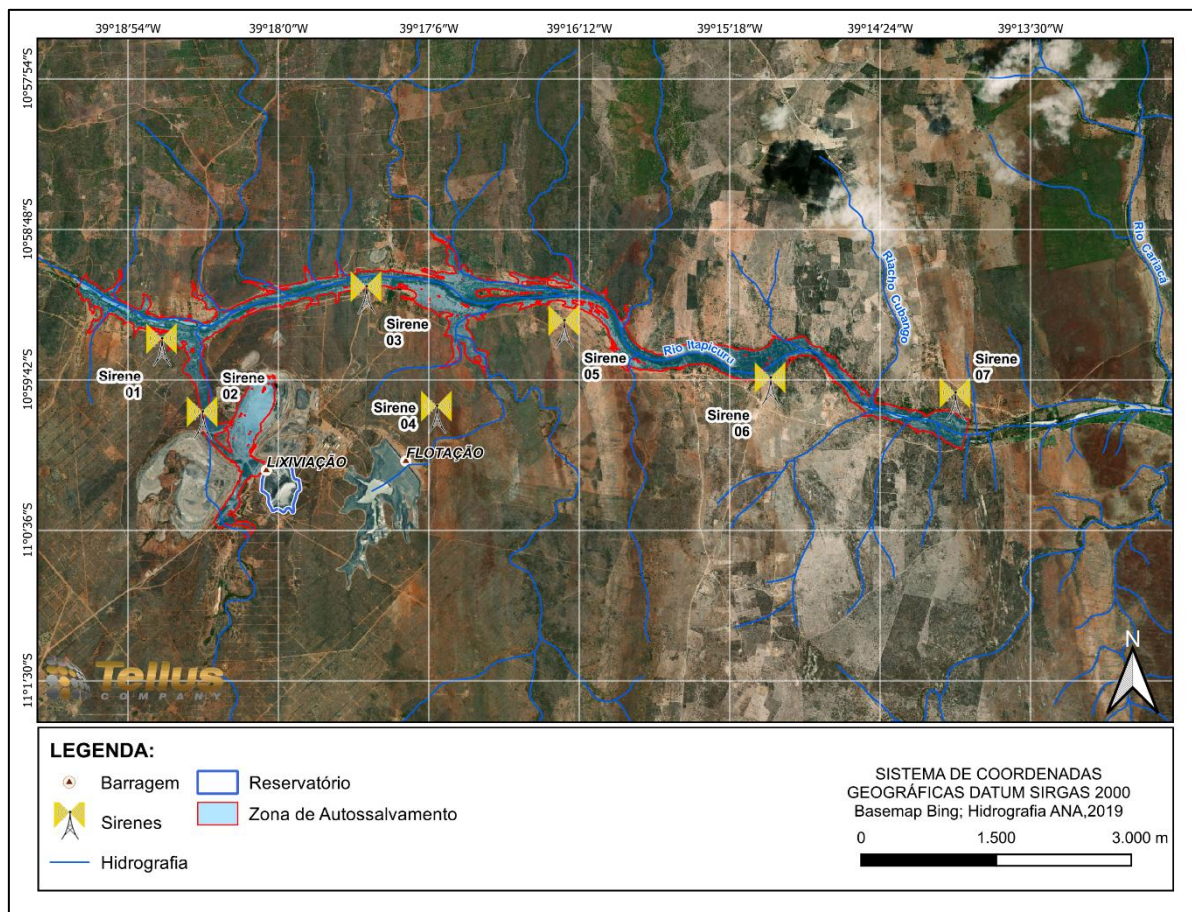 39°18'54"W
39°18'0"W
39°17'6"W
39°16'12"W
39°15'18"W
39°14'24"W
39°13'30"W
10°57'54"S
10°58'48"S
10°59'42"S
11°0'36"S
11°1'30"S
Rio Cariacá
Riacho Cubango
Rio Itapicuru
Sirene
03
Sirene
05
Sirene
07
Sirene
01
Sirene
02
Sirene
04
Sirene
06
LIXIVIAÇÃO
FLOTAÇÃO
Tellus
COMPANY
N
LEGENDA:
Barragem
Reservatório
Sirenes
Zona de Autossalvamento
Hidrografia
SISTEMA DE COORDENADAS
GEOGRÁFICAS DATUM SIRGAS 2000
Basemap Bing; Hidrografia ANA,2019
0 1.500 3.000 m